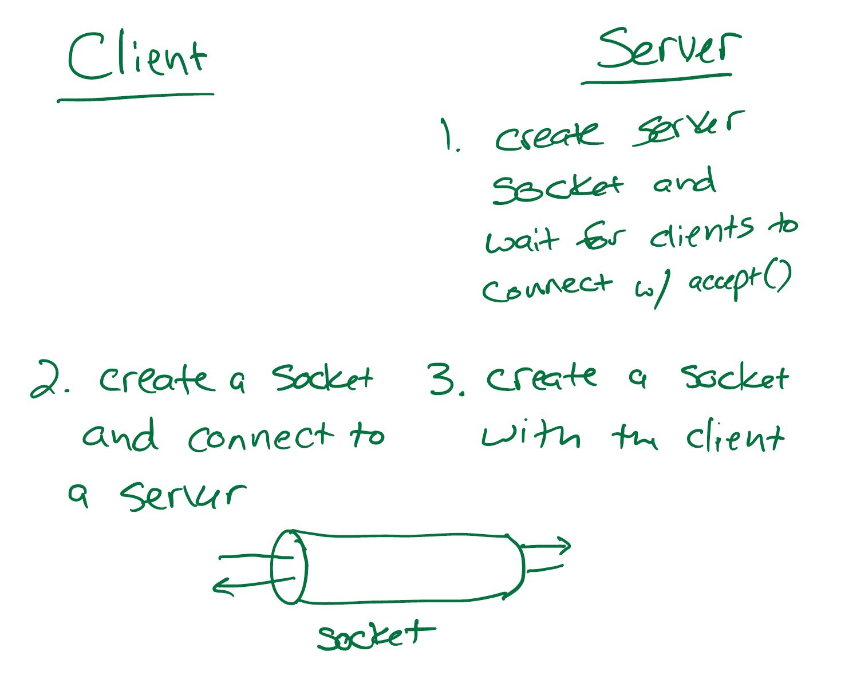 Client
Server
1. create server
socket and
wait for clients to
connect w/ accept()
2. create a socket
and connect to
a server
3. create a socket
with the client
socket